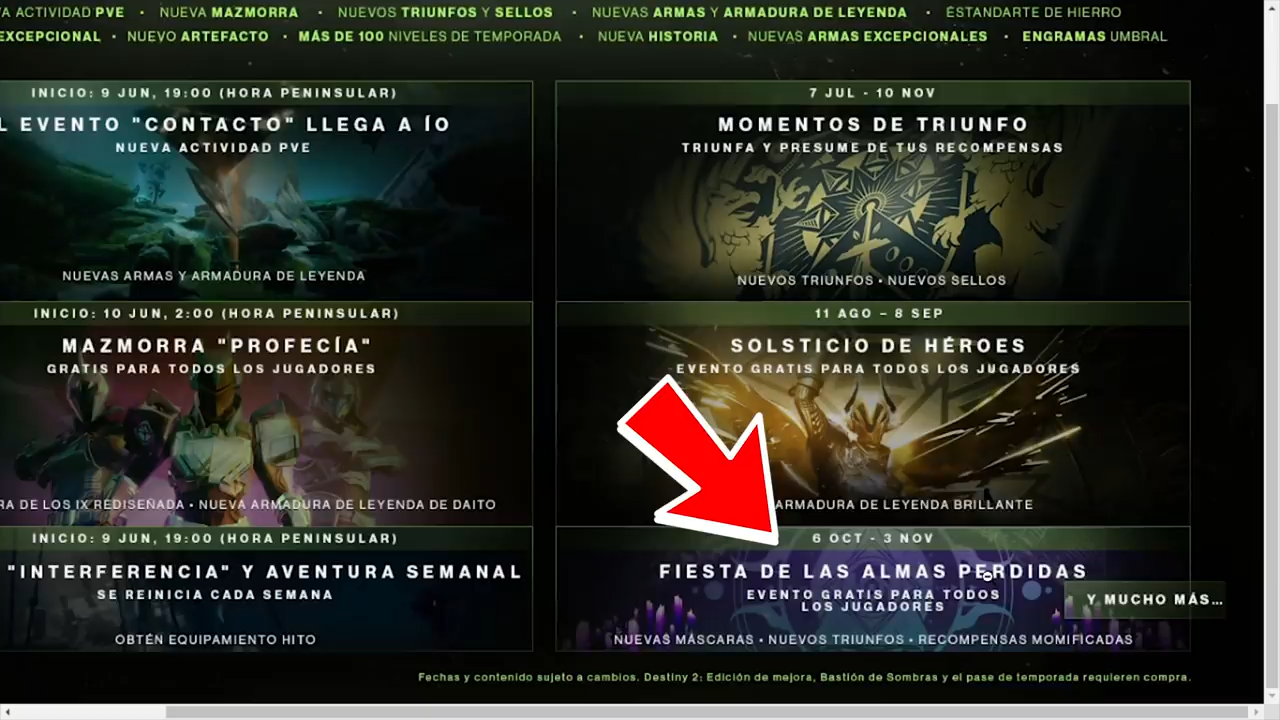 A ACTIVIDAD PVE • NUEVA MAZMORRA • NUEVOS TRIUNFOS Y SELLOS • NUEVAS ARMAS Y ARMADURA DE LEYENDA • ESTANDARTE DE HIERRO
EXCEPCIONAL • NUEVO ARTEFACTO • MÁS DE 100 NIVELES DE TEMPORADA • NUEVA HISTORIA • NUEVAS ARMAS EXCEPCIONALES • ENGRAMAS UMBRAL
INICIO: 9 JUN, 19:00 (HORA PENINSULAR)
L EVENTO "CONTACTO" LLEGA A ÍO
NUEVA ACTIVIDAD PVE
NUEVAS ARMAS Y ARMADURA DE LEYENDA
INICIO: 10 JUN, 2:00 (HORA PENINSULAR)
MAZMORRA "PROFECÍA"
GRATIS PARA TODOS LOS JUGADORES
RA DE LOS IX REDISEÑADA • NUEVA ARMADURA DE LEYENDA DE DAITO
INICIO: 9 JUN, 19:00 (HORA PENINSULAR)
"INTERFERENCIA" Y AVENTURA SEMANAL
SE REINICIA CADA SEMANA
OBTÉN EQUIPAMIENTO HITO
7 JUL - 10 NOV
MOMENTOS DE TRIUNFO
TRIUNFA Y PRESUME DE TUS RECOMPENSAS
NUEVOS TRIUNFOS • NUEVOS SELLOS
11 AGO – 8 SEP
SOLSTICIO DE HÉROES
EVENTO GRATIS PARA TODOS LOS JUGADORES
ARMADURA DE LEYENDA BRILLANTE
6 OCT - 3 NOV
FIESTA DE LAS ALMAS PERDIDAS
EVENTO GRATIS PARA TODOS
LOS JUGADORES
NUEVAS MÁSCARAS • NUEVOS TRIUNFOS • RECOMPENSAS MOMIFICADAS
Y MUCHO MÁS...
Fechas y contenido sujeto a cambios. Destiny 2: Edición de mejora, Bastión de Sombras y el pase de temporada requieren compra.